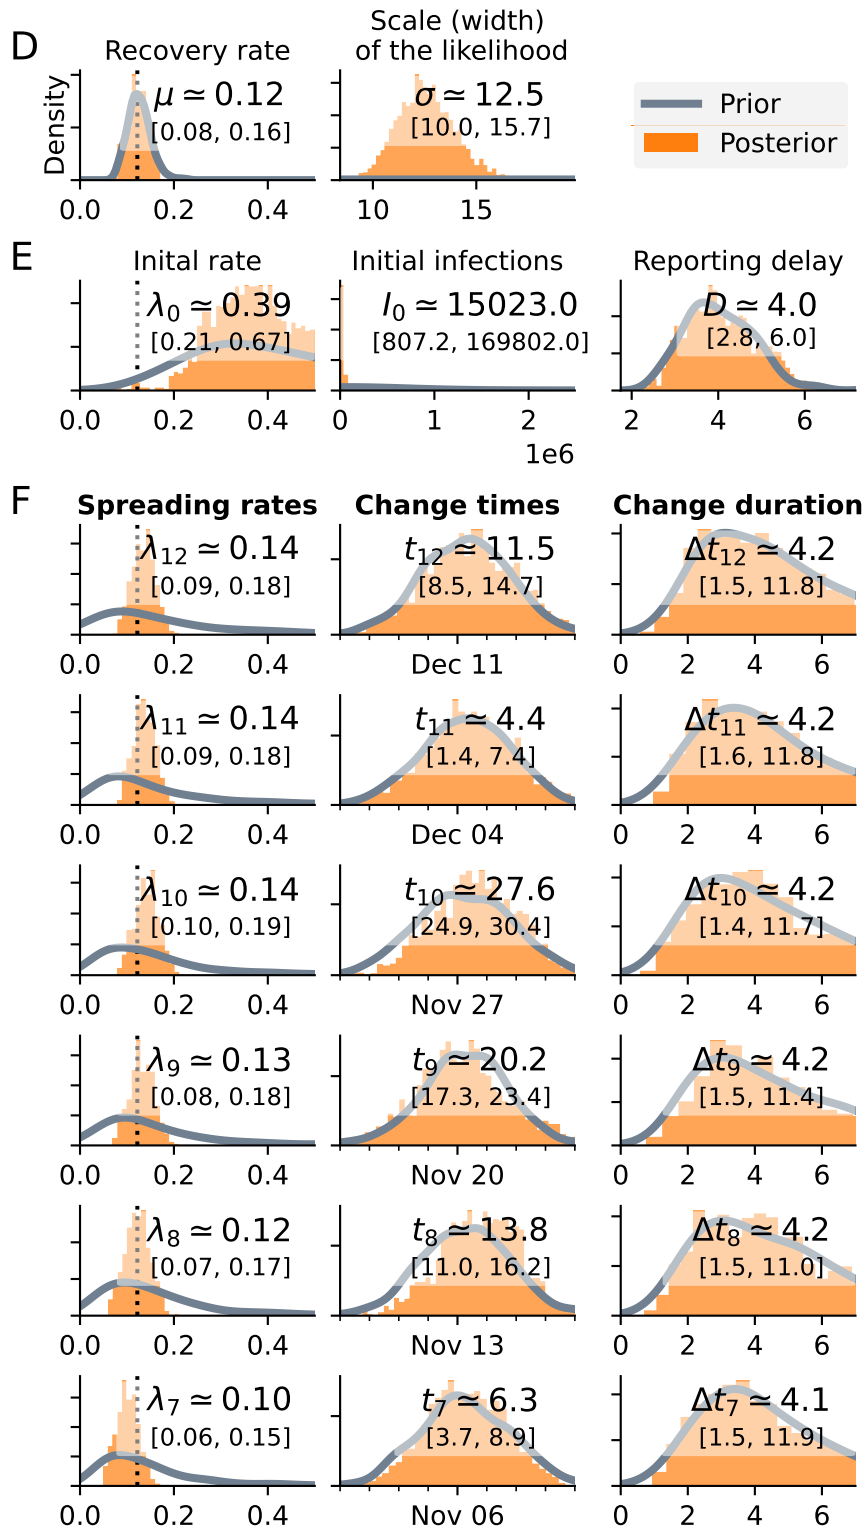 D
Recovery rate
Scale (width)
of the likelihood
Density
μ ≃ 0.12
[0.08, 0.16]
σ ≃ 12.5
[10.0, 15.7]
Prior
Posterior
0.0 0.2 0.4
10 15
E
Inital rate
Initial infections
Reporting delay
λ0 ≃ 0.39
[0.21, 0.67]
I0 ≃ 15023.0
[807.2, 169802.0]
D ≃ 4.0
[2.8, 6.0]
0.0 0.2 0.4
0 1 2
1e6
2 4 6
F
Spreading rates
Change times
Change duration
λ12 ≃ 0.14
[0.09, 0.18]
t12 ≃ 11.5
[8.5, 14.7]
Δt12 ≃ 4.2
[1.5, 11.8]
0.0 0.2 0.4
Dec 11
0 2 4 6
λ11 ≃ 0.14
[0.09, 0.18]
t11 ≃ 4.4
[1.4, 7.4]
Δt11 ≃ 4.2
[1.6, 11.8]
0.0 0.2 0.4
Dec 04
0 2 4 6
λ10 ≃ 0.14
[0.10, 0.19]
t10 ≃ 27.6
[24.9, 30.4]
Δt10 ≃ 4.2
[1.4, 11.7]
0.0 0.2 0.4
Nov 27
0 2 4 6
λ9 ≃ 0.13
[0.08, 0.18]
t9 ≃ 20.2
[17.3, 23.4]
Δt9 ≃ 4.2
[1.5, 11.4]
0.0 0.2 0.4
Nov 20
0 2 4 6
λ8 ≃ 0.12
[0.07, 0.17]
t8 ≃ 13.8
[11.0, 16.2]
Δt8 ≃ 4.2
[1.5, 11.0]
0.0 0.2 0.4
Nov 13
0 2 4 6
λ7 ≃ 0.10
[0.06, 0.15]
t7 ≃ 6.3
[3.7, 8.9]
Δt7 ≃ 4.1
[1.5, 11.9]
0.0 0.2 0.4
Nov 06
0 2 4 6